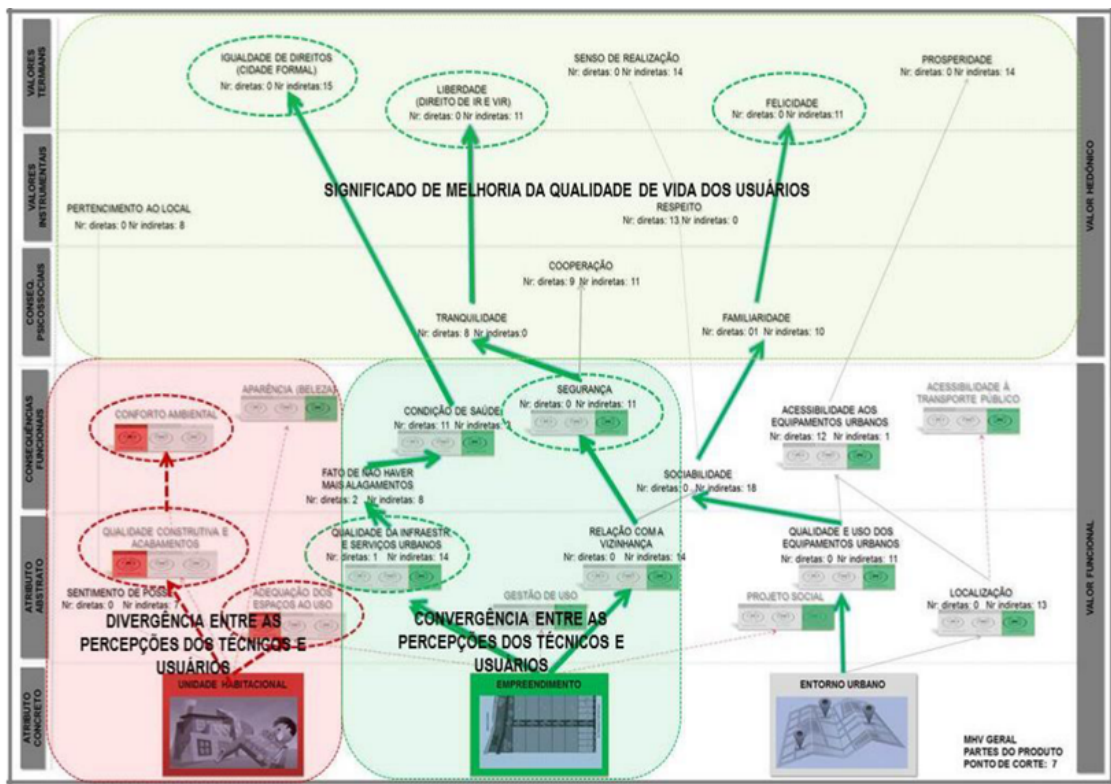 VALORES
TERMIANS
IGUALDADE DE DIREITOS
(CIDADE FORMAL)
Nr: diretas: 0 Nr indiretas:15
LIBERDADE
(DIREITO DE IR E VIR)
Nr: diretas: 0 Nr indiretas: 11
SENSO DE REALIZAÇÃO
Nr: diretas: 0 Nr indiretas: 14
FELICIDADE
Nr: diretas: 0 Nr indiretas:11
PROSPERIDADE
Nr: diretas: 0 Nr indiretas: 14
VALORES
INSTRUMENTAIS
SIGNIFICADO DE MELHORIA DA QUALIDADE DE VIDA DOS USUÁRIOS
PERTENCIMENTO AO LOCAL
Nr: diretas: 0 Nr indiretas: 8
RESPEITO
Nr: diretas: 13 Nr indiretas: 0
VALOR HEDÔNICO
CONSEQ.
PSICOSSOCIAIS
COOPERAÇÃO
Nr: diretas: 9 Nr indiretas: 11
TRANQUILIDADE
Nr: diretas: 8 Nr indiretas:0
FAMILIARIDADE
Nr: diretas: 01 Nr indiretas: 10
CONSEQUÊNCIAS
FUNCIONAIS
CONFORTO AMBIENTAL
APARÊNCIA (BELEZA)
CONDIÇÃO DE SAÚDE
Nr: diretas: 11 Nr indiretas:
SEGURANÇA
Nr: diretas: 0 Nr indiretas: 11
ACESSIBILIDADE AOS
EQUIPAMENTOS URBANOS
Nr: diretas: 12 Nr indiretas: 1
ACESSIBILIDADE À
TRANSPORTE PÚBLICO
FATO DE NÃO HAVER
MAIS ALAGAMENTOS
Nr: diretas: 2 Nr indiretas: 8
SOCIABILIDADE
Nr: diretas: 0 Nr indiretas: 18
ATRIBUTO
ABSTRATO
QUALIDADE CONSTRUTIVA E
ACABAMENTOS
QUALIDADE DA INFRAESTR.
E SERVIÇOS URBANOS
Nr: diretas: 1 Nr indiretas: 14
RELAÇÃO COM A
VIZINHANÇA
Nr: diretas: 0 Nr indiretas: 14
QUALIDADE E USO DOS
EQUIPAMENTOS URBANOS
Nr: diretas: 0 Nr indiretas: 11
SENTIMENTO DE POSSE
Nr: diretas: 0 Nr indiretas: 7
ADEQUAÇÃO DOS
ESPAÇOS AO USO
GESTÃO DE USO
PROJETO SOCIAL
LOCALIZAÇÃO
Nr: diretas: 0 Nr indiretas: 13
VALOR FUNCIONAL
DIVERGÊNCIA ENTRE AS
PERCEPÇÕES DOS TÉCNICOS E
USUÁRIOS
CONVERGÊNCIA ENTRE AS
PERCEPÇÕES DOS TÉCNICOS E
USUÁRIOS
ATRIBUTO
CONCRETO
UNIDADE HABITACIONAL
EMPREENDIMENTO
ENTORNO URBANO
MHV GERAL
PARTES DO PRODUTO
PONTO DE CORTE: 7